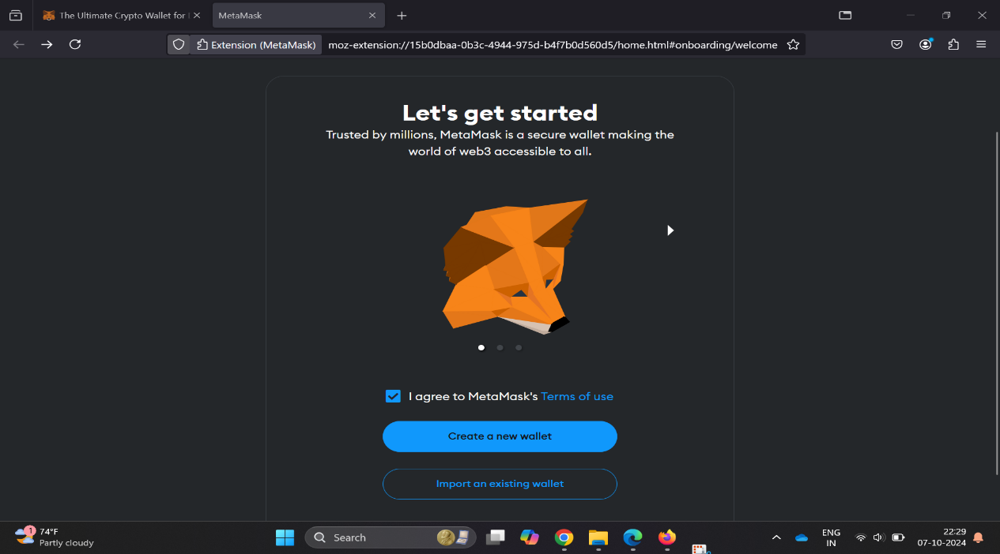 The Ultimate Crypto Wallet for
MetaMask
Extension (MetaMask)
moz-extension://15b0dbaa-0b3c-4944-975d-b4f7b0d560d5/home.html#onboarding/welcome
Let's get started
Trusted by millions, MetaMask is a secure wallet making the
world of web3 accessible to all.
I agree to MetaMask's Terms of use
Create a new wallet
Import an existing wallet
1
74°F
Partly cloudy
Search
ENG
IN
22:29
07-10-2024